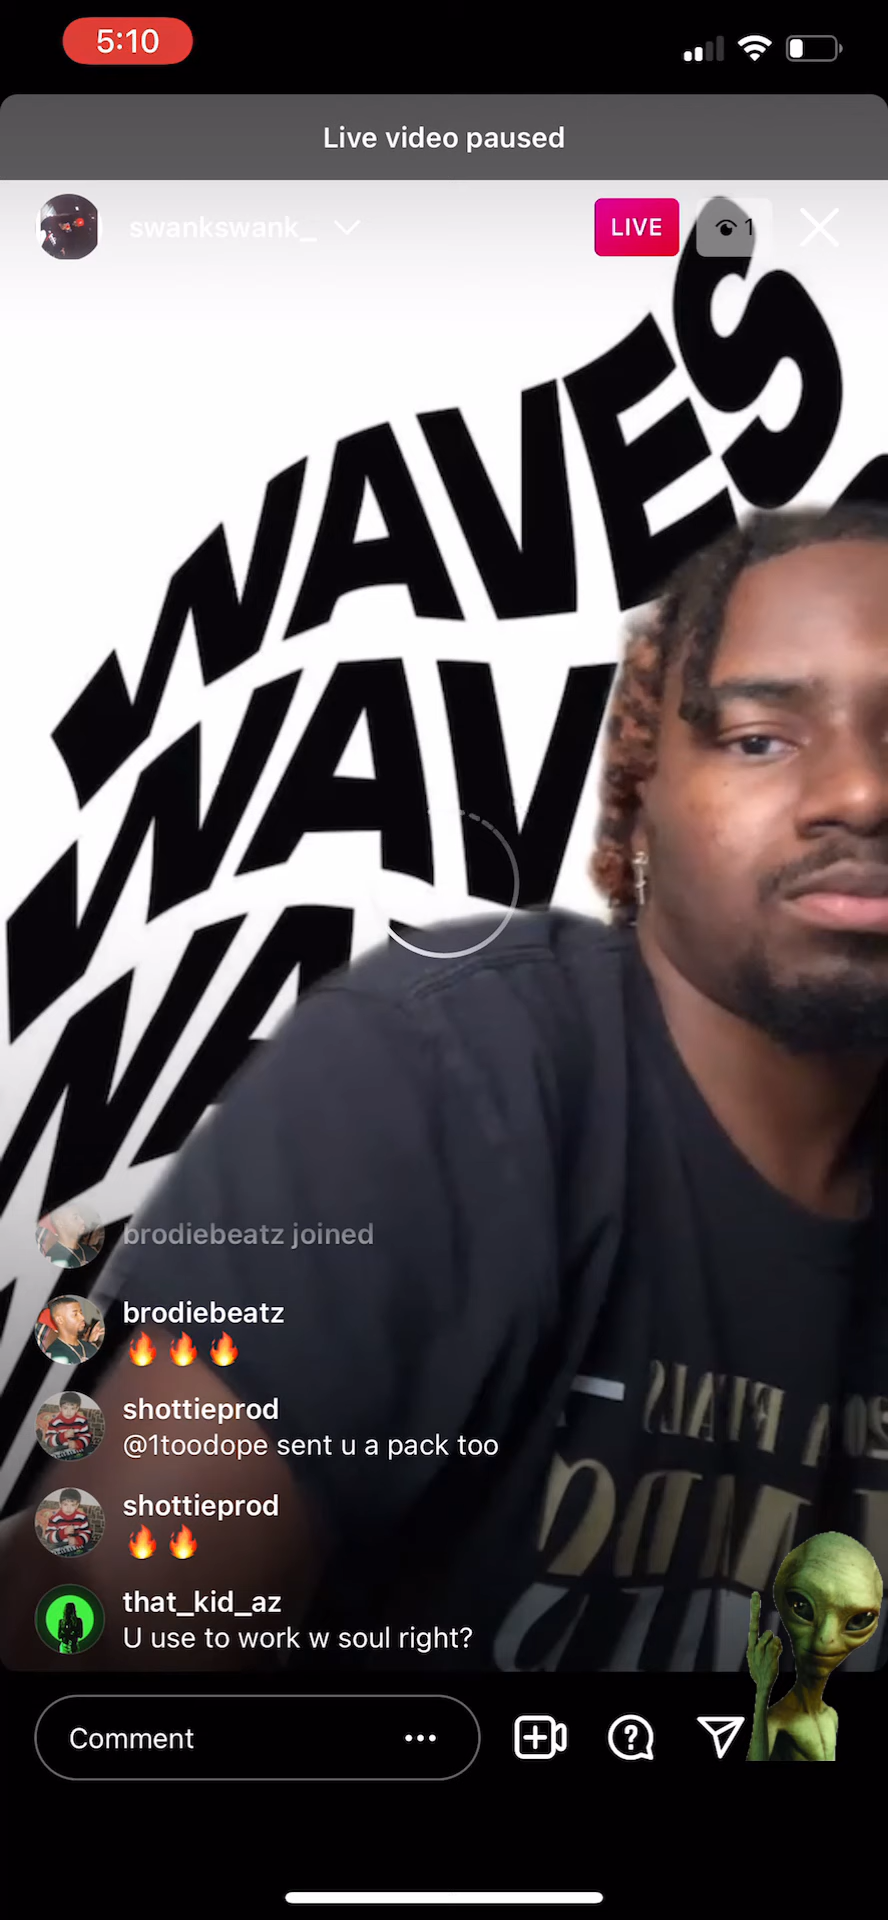 5:10
Live video paused
swankswank_
LIVE
1
WAVES
WAV
WA
brodiebeatz joined
brodiebeatz
🔥🔥🔥
shottieprod
@1toodope sent u a pack too
shottieprod
🔥🔥
that_kid_az
U use to work w soul right?
Comment